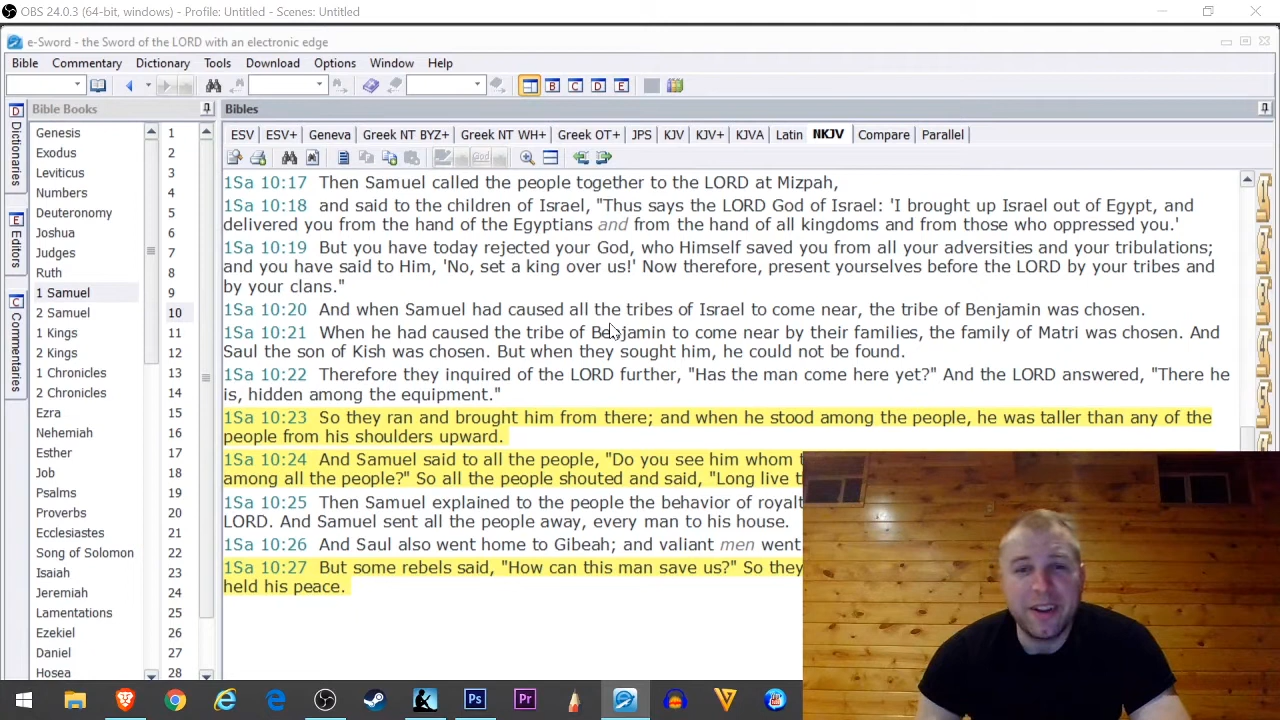 OBS 24.0.3 (64-bit, windows) - Profile: Untitled - Scenes: Untitled
e-Sword - the Sword of the LORD with an electronic edge
Bible Commentary Dictionary Tools Download Options Window Help
B C D E
Bible Books
Bibles
Dictionaries
Editors
Commentaries
ESV ESV+ Geneva Greek NT BYZ+ Greek NT WH+ Greek OT+ JPS KJV KJV+ KJVA Latin NKJV Compare Parallel
Genesis 1
Exodus 2
Leviticus 3
Numbers 4
Deuteronomy 5
Joshua 6
Judges 7
Ruth 8
1 Samuel 9
2 Samuel 10
1 Kings 11
2 Kings 12
1 Chronicles 13
2 Chronicles 14
Ezra 15
Nehemiah 16
Esther 17
Job 18
Psalms 19
Proverbs 20
Ecclesiastes 21
Song of Solomon 22
Isaiah 23
Jeremiah 24
Lamentations 25
Ezekiel 26
Daniel 27
Hosea 28
God
1Sa 10:17 Then Samuel called the people together to the LORD at Mizpah,
1Sa 10:18 and said to the children of Israel, "Thus says the LORD God of Israel: 'I brought up Israel out of Egypt, and
delivered you from the hand of the Egyptians and from the hand of all kingdoms and from those who oppressed you.'
1Sa 10:19 But you have today rejected your God, who Himself saved you from all your adversities and your tribulations;
and you have said to Him, 'No, set a king over us!' Now therefore, present yourselves before the LORD by your tribes and
by your clans."
1Sa 10:20 And when Samuel had caused all the tribes of Israel to come near, the tribe of Benjamin was chosen.
1Sa 10:21 When he had caused the tribe of Benjamin to come near by their families, the family of Matri was chosen. And
Saul the son of Kish was chosen. But when they sought him, he could not be found.
1Sa 10:22 Therefore they inquired of the LORD further, "Has the man come here yet?" And the LORD answered, "There he
is, hidden among the equipment."
1Sa 10:23 So they ran and brought him from there; and when he stood among the people, he was taller than any of the
people from his shoulders upward.
1Sa 10:24 And Samuel said to all the people, "Do you see him whom
among all the people?" So all the people shouted and said, "Long live
1Sa 10:25 Then Samuel explained to the people the behavior of
LORD. And Samuel sent all the people away, every man to his house.
1Sa 10:26 And Saul also went home to Gibeah; and valiant men went
1Sa 10:27 But some rebels said, "How can this man save us?" So they
held his peace.
Ps Pr